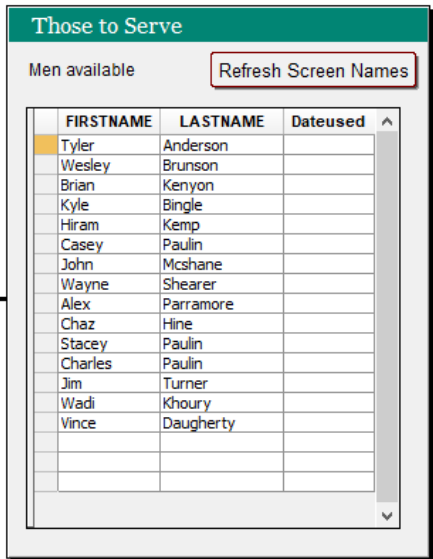 Those to Serve
Men available Refresh Screen Names
FIRSTNAME LASTNAME Dateused
Tyler Anderson
Wesley Brunson
Brian Kenyon
Kyle Bingle
Hiram Kemp
Casey Paulin
John Mcshane
Wayne Shearer
Alex Parramore
Chaz Hine
Stacey Paulin
Charles Paulin
Jim Turner
Wadi Khoury
Vince Daugherty